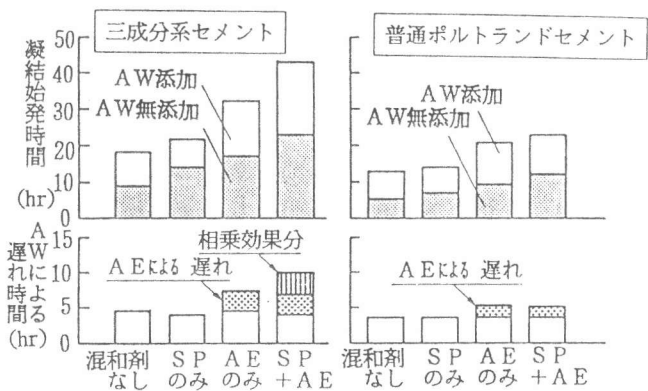 三成分系セメント
普通ポルトランドセメント
凝結始発時間
(hr)
50
40
30
20
10
0
AW添加
AW無添加
AW添加
AW無添加
AWによる
遅れ時間
(hr)
15
10
5
0
相乗効果分
AEによる遅れ
AEによる遅れ
混和剤 SP AE SP
なし のみ のみ +AE
混和剤 SP AE SP
なし のみ のみ +AE